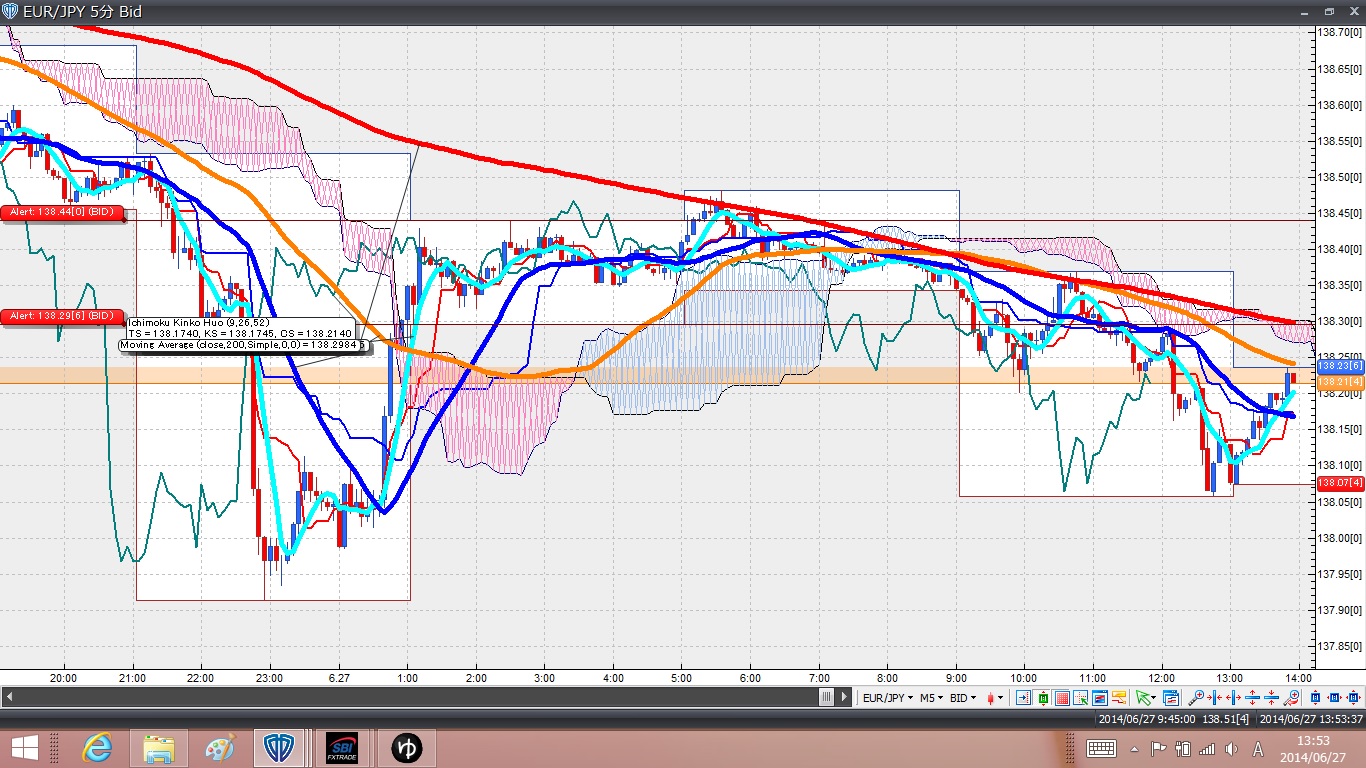 EUR/JPY 5分 Bid
138.70[0]
138.65[0]
138.60[0]
138.55[0]
138.50[0]
Alert: 138.44[0] (BID)
138.45[0]
138.40[0]
138.35[0]
Alert: 138.29[6] (BID)
138.30[0]
Ichimoku Kinko Huo (9,26,52)
TS = 138.1740, KS = 138.1745, CS = 138.2140
Moving Average (close,200,Simple,0,0) = 138.2984
138.25[0]
138.23[6]
138.21[4]
138.20[0]
138.15[0]
138.10[0]
138.07[4]
138.05[0]
138.00[0]
137.95[0]
137.90[0]
137.85[0]
20:00 21:00 22:00 23:00 6.27 1:00 2:00 3:00 4:00 5:00 6:00 7:00 8:00 9:00 10:00 11:00 12:00 13:00 14:00
EUR/JPY M5 BID
2014/06/27 9:45:00 138.51[4] 2014/06/27 13:53:37
SBI
FXTRADE
ゆ
A
13:53
2014/06/27